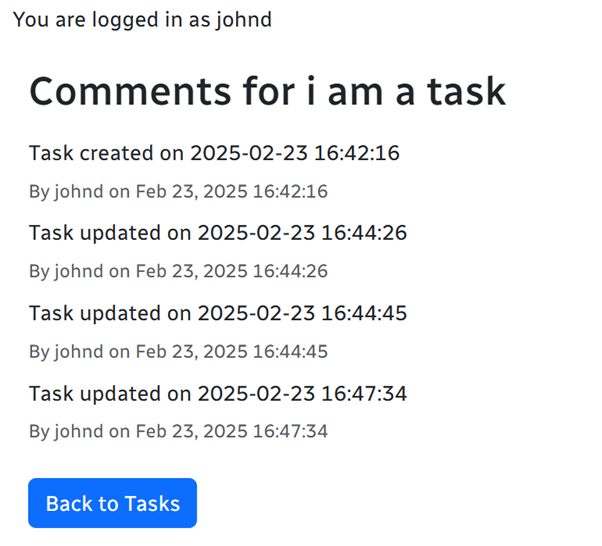 You are logged in as johnd
Comments for i am a task
Task created on 2025-02-23 16:42:16
By johnd on Feb 23, 2025 16:42:16
Task updated on 2025-02-23 16:44:26
By johnd on Feb 23, 2025 16:44:26
Task updated on 2025-02-23 16:44:45
By johnd on Feb 23, 2025 16:44:45
Task updated on 2025-02-23 16:47:34
By johnd on Feb 23, 2025 16:47:34
Back to Tasks